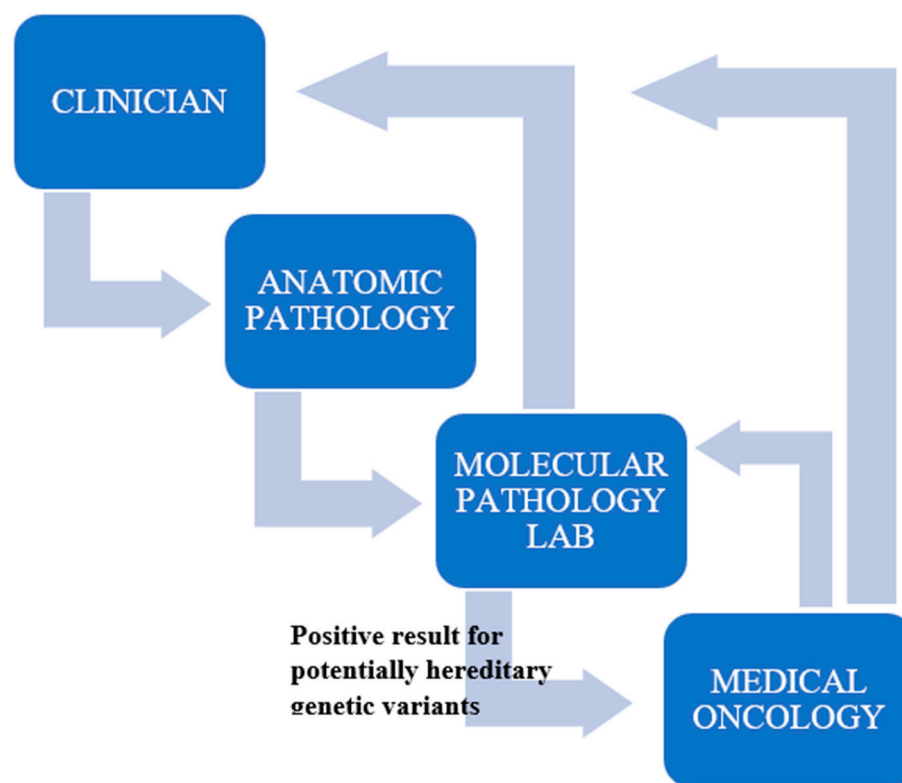 CLINICIAN
ANATOMIC
PATHOLOGY
MOLECULAR
PATHOLOGY
LAB
Positive result for
potentially hereditary
genetic variants
MEDICAL
ONCOLOGY